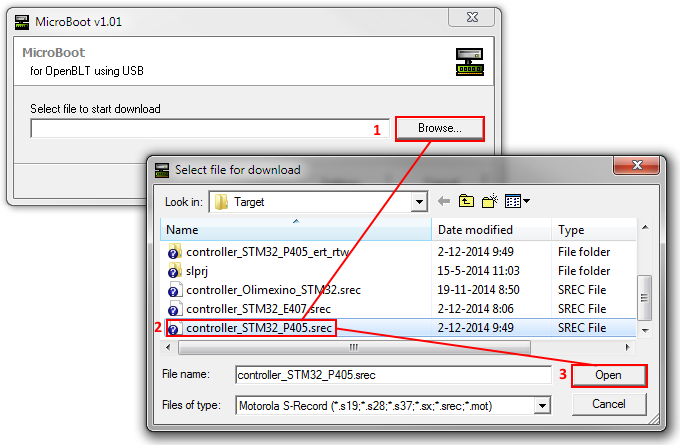 MicroBoot v1.01
MicroBoot
for OpenBLT using USB
Select file to start download
1
Browse...
Select file for download
Look in:
Target
Name
Date modified
Type
controller_STM32_P405_ert_rtw
2-12-2014 9:49
File folder
slprj
15-5-2014 11:03
File folder
controller_Olimexino_STM32.srec
19-11-2014 8:50
SREC File
controller_STM32_E407.srec
2-12-2014 8:06
SREC File
2
controller_STM32_P405.srec
2-12-2014 9:49
SREC File
File name:
controller_STM32_P405.srec
3
Open
Files of type:
Motorola S-Record (*.s19;*.s28;*.s37;*.sx;*.srec;*.mot)
Cancel